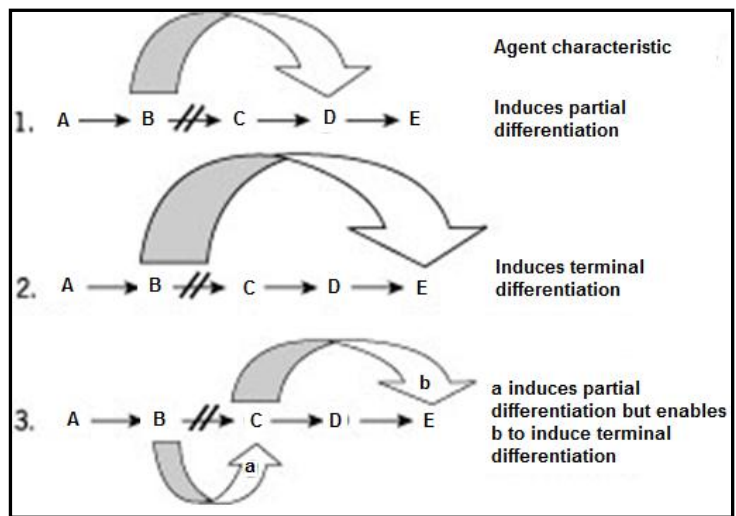 Agent characteristic
1. A B C D E
Induces partial
differentiation
2. A B C D E
Induces terminal
differentiation
b
3. A B C D E
a
a induces partial
differentiation but enables
b to induce terminal
differentiation